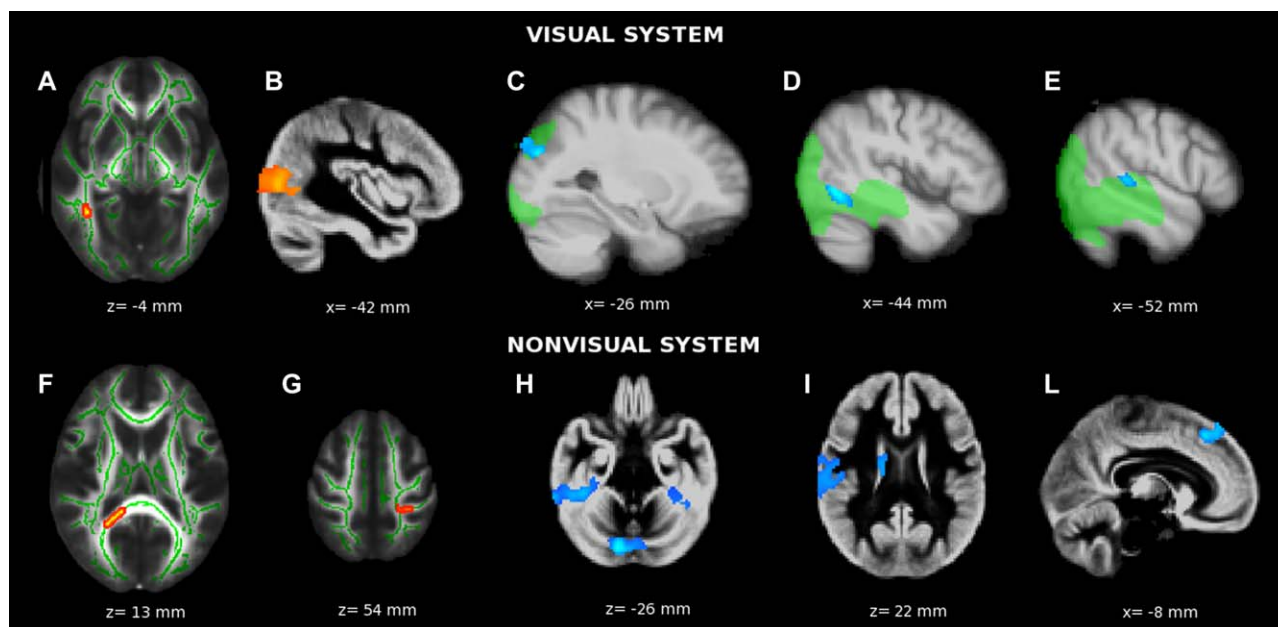 VISUAL SYSTEM
A B C D E
z= -4 mm x= -42 mm x= -26 mm x= -44 mm x= -52 mm
NONVISUAL SYSTEM
F G H I L
z= 13 mm z= 54 mm z= -26 mm z= 22 mm x= -8 mm